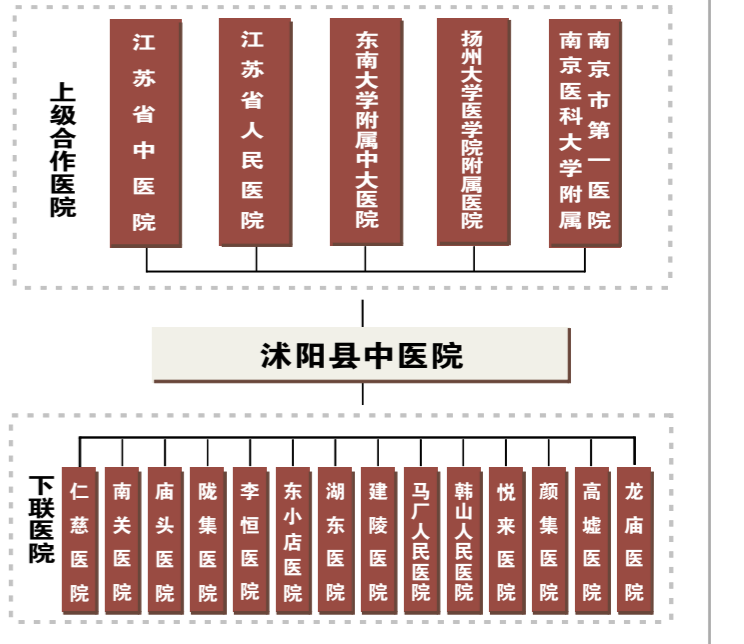 上级合作医院
江苏省中医院
江苏省人民医院
东南大学附属中大医院
扬州大学医学院附属医院
南京医科大学附属
南京市第一医院
沭阳县中医院
下联医院
仁慈医院
南关医院
庙头医院
陇集医院
李恒医院
东小店医院
湖东医院
建陵医院
马厂人民医院
韩山人民医院
悦来医院
颜集医院
高墟医院
龙庙医院